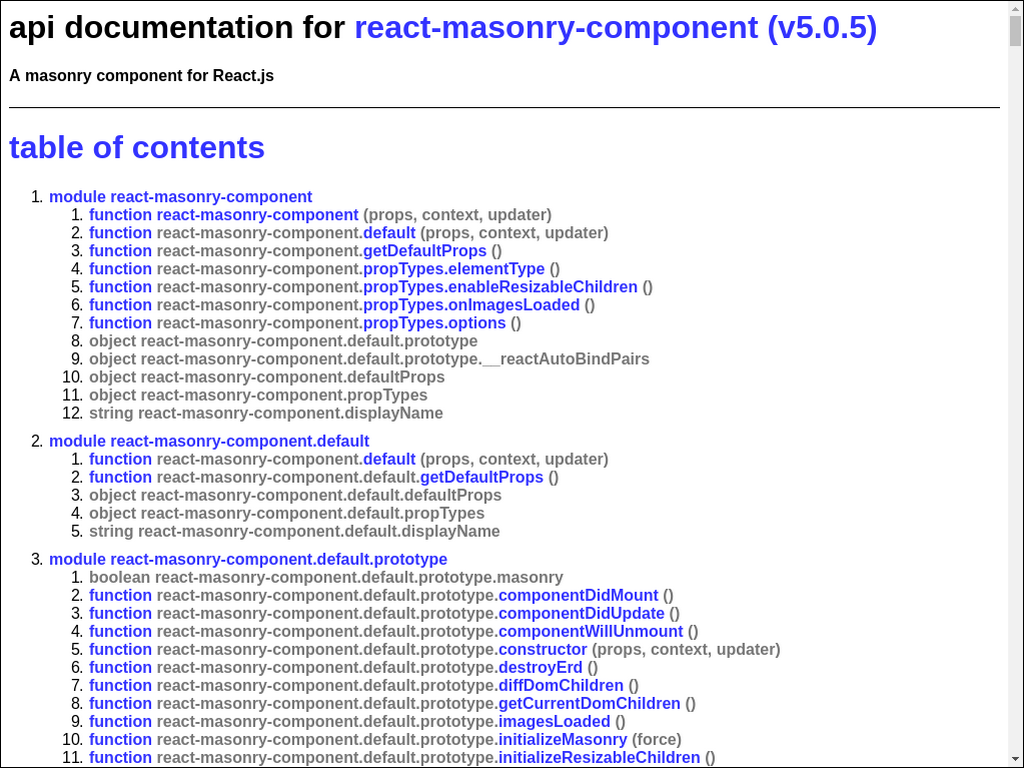 api documentation for react-masonry-component (v5.0.5)
A masonry component for React.js
table of contents
1. module react-masonry-component
1. function react-masonry-component (props, context, updater)
2. function react-masonry-component.default (props, context, updater)
3. function react-masonry-component.getDefaultProps ()
4. function react-masonry-component.propTypes.elementType ()
5. function react-masonry-component.propTypes.enableResizableChildren ()
6. function react-masonry-component.propTypes.onImagesLoaded ()
7. function react-masonry-component.propTypes.options ()
8. object react-masonry-component.default.prototype
9. object react-masonry-component.default.prototype.__reactAutoBindPairs
10. object react-masonry-component.defaultProps
11. object react-masonry-component.propTypes
12. string react-masonry-component.displayName
2. module react-masonry-component.default
1. function react-masonry-component.default (props, context, updater)
2. function react-masonry-component.default.getDefaultProps ()
3. object react-masonry-component.default.defaultProps
4. object react-masonry-component.default.propTypes
5. string react-masonry-component.default.displayName
3. module react-masonry-component.default.prototype
1. boolean react-masonry-component.default.prototype.masonry
2. function react-masonry-component.default.prototype.componentDidMount ()
3. function react-masonry-component.default.prototype.componentDidUpdate ()
4. function react-masonry-component.default.prototype.componentWillUnmount ()
5. function react-masonry-component.default.prototype.constructor (props, context, updater)
6. function react-masonry-component.default.prototype.destroyErd ()
7. function react-masonry-component.default.prototype.diffDomChildren ()
8. function react-masonry-component.default.prototype.getCurrentDomChildren ()
9. function react-masonry-component.default.prototype.imagesLoaded ()
10. function react-masonry-component.default.prototype.initializeMasonry (force)
11. function react-masonry-component.default.prototype.initializeResizableChildren ()